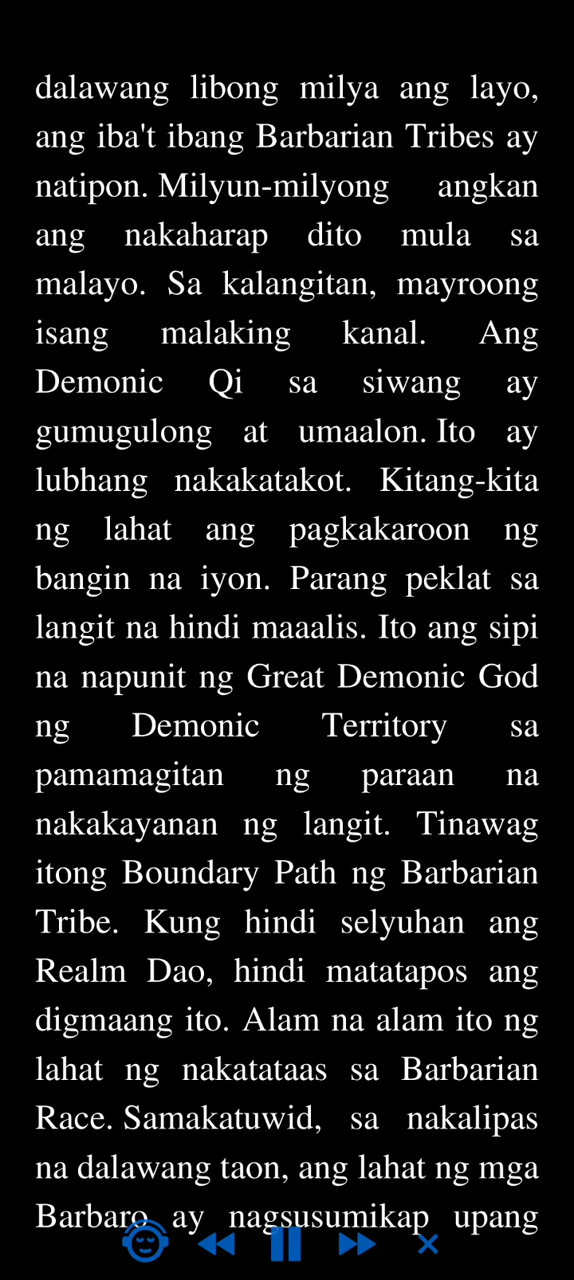 dalawang libong milya ang layo,
ang iba't ibang Barbarian Tribes ay
natipon. Milyun-milyong angkan
ang nakaharap dito mula sa
malayo. Sa kalangitan, mayroong
isang malaking kanal. Ang
Demonic Qi sa siwang ay
gumugulong at umaalon. Ito ay
lubhang nakakatakot. Kitang-kita
ng lahat ang pagkakaroon ng
bangin na iyon. Parang peklat sa
langit na hindi maaalis. Ito ang sipi
na napunit ng Great Demonic God
ng Demonic Territory sa
pamamagitan ng paraan na
nakakayanan ng langit. Tinawag
itong Boundary Path ng Barbarian
Tribe. Kung hindi selyuhan ang
Realm Dao, hindi matatapos ang
digmaang ito. Alam na alam ito ng
lahat ng nakatataas sa Barbarian
Race. Samakatuwid, sa nakalipas
na dalawang taon, ang lahat ng mga
Barbaro ay nagsusumikap upang